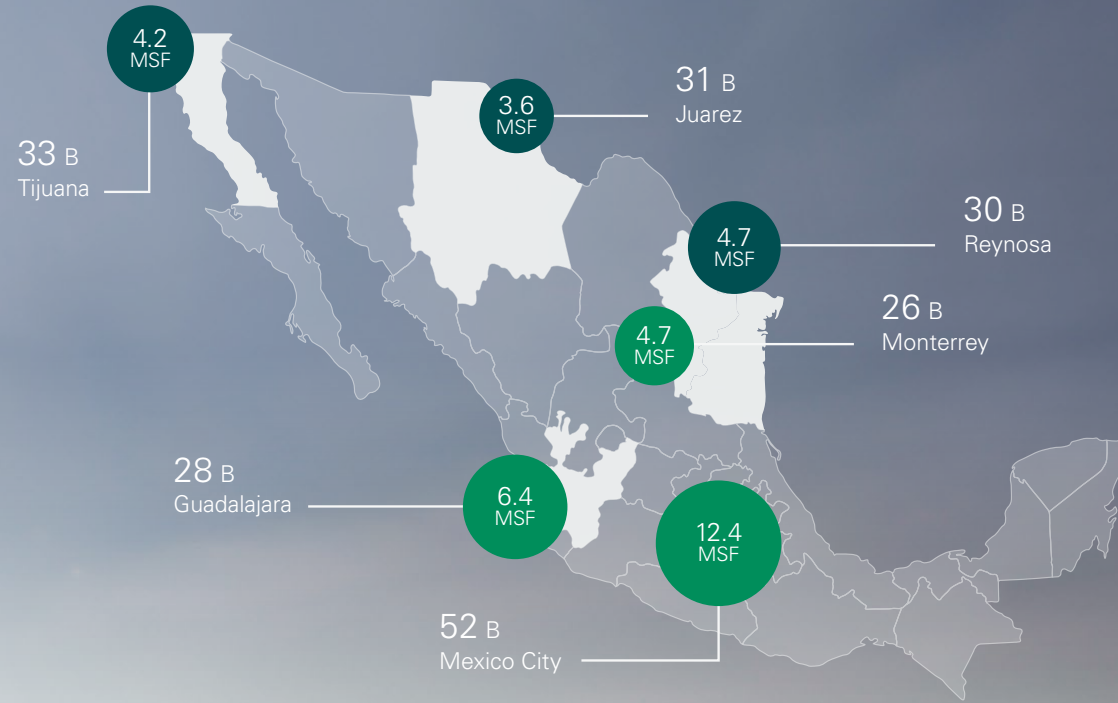 4.2
MSF
33 B
Tijuana
3.6
MSF
31 B
Juarez
4.7
MSF
30 B
Reynosa
4.7
MSF
26 B
Monterrey
6.4
MSF
28 B
Guadalajara
12.4
MSF
52 B
Mexico City